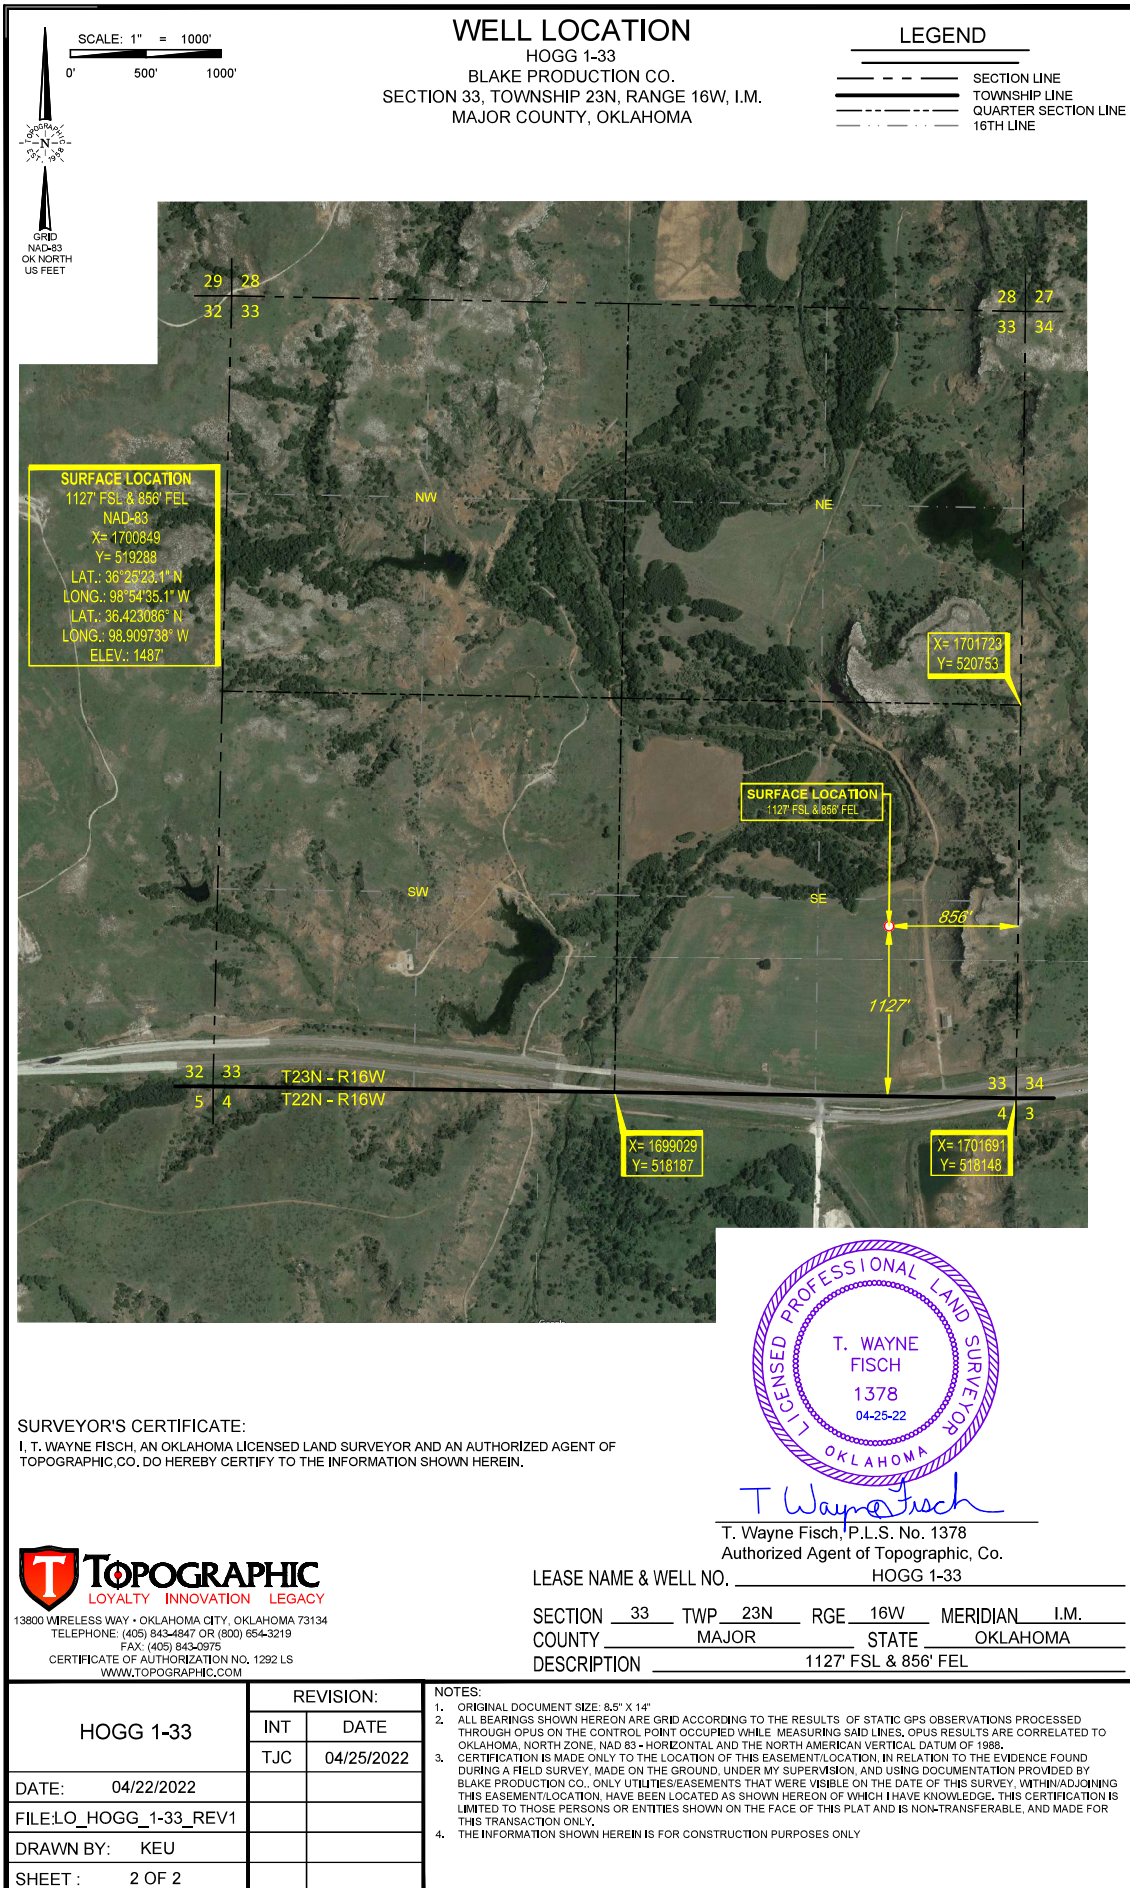 WELL LOCATION
HOGG 1-33
BLAKE PRODUCTION CO.
SECTION 33, TOWNSHIP 23N, RANGE 16W, I.M.
MAJOR COUNTY, OKLAHOMA
SCALE: 1" = 1000'
0' 500' 1000'
TOPOGRAPHIC
N
EST. 1958
GRID
NAD-83
OK NORTH
US FEET
LEGEND
SECTION LINE
TOWNSHIP LINE
QUARTER SECTION LINE
16TH LINE
29 28
32 33
28 27
33 34
SURFACE LOCATION
1127' FSL & 856' FEL
NAD-83
X= 1700849
Y= 519288
LAT.: 36°25'23.1" N
LONG.: 98°54'35.1" W
LAT.: 36.423086° N
LONG.: 98.909738° W
ELEV.: 1487'
NW
NE
X= 1701723
Y= 520753
SURFACE LOCATION
1127' FSL & 856' FEL
SW
SE
856'
1127'
32 33
5 4
T23N - R16W
T22N - R16W
33 34
4 3
X= 1699029
Y= 518187
X= 1701691
Y= 518148
Google
LICENSED PROFESSIONAL LAND SURVEYOR
T. WAYNE
FISCH
1378
04-25-22
OKLAHOMA
SURVEYOR'S CERTIFICATE:
I, T. WAYNE FISCH, AN OKLAHOMA LICENSED LAND SURVEYOR AND AN AUTHORIZED AGENT OF
TOPOGRAPHIC,CO. DO HEREBY CERTIFY TO THE INFORMATION SHOWN HEREIN.
T Wayne Fisch
T. Wayne Fisch, P.L.S. No. 1378
Authorized Agent of Topographic, Co.
T TOPOGRAPHIC
LOYALTY INNOVATION LEGACY
13800 WIRELESS WAY • OKLAHOMA CITY, OKLAHOMA 73134
TELEPHONE: (405) 843-4847 OR (800) 654-3219
FAX: (405) 843-0975
CERTIFICATE OF AUTHORIZATION NO. 1292 LS
WWW.TOPOGRAPHIC.COM
LEASE NAME & WELL NO. HOGG 1-33
SECTION 33 TWP 23N RGE 16W MERIDIAN I.M.
COUNTY MAJOR STATE OKLAHOMA
DESCRIPTION 1127' FSL & 856' FEL
HOGG 1-33
DATE: 04/22/2022
FILE:LO_HOGG_1-33_REV1
DRAWN BY: KEU
SHEET : 2 OF 2
REVISION:
INT DATE
TJC 04/25/2022
NOTES:
1. ORIGINAL DOCUMENT SIZE: 8.5" X 14"
2. ALL BEARINGS SHOWN HEREON ARE GRID ACCORDING TO THE RESULTS OF STATIC GPS OBSERVATIONS PROCESSED
THROUGH OPUS ON THE CONTROL POINT OCCUPIED WHILE MEASURING SAID LINES. OPUS RESULTS ARE CORRELATED TO
OKLAHOMA, NORTH ZONE, NAD 83 - HORIZONTAL AND THE NORTH AMERICAN VERTICAL DATUM OF 1988.
3. CERTIFICATION IS MADE ONLY TO THE LOCATION OF THIS EASEMENT/LOCATION, IN RELATION TO THE EVIDENCE FOUND
DURING A FIELD SURVEY, MADE ON THE GROUND, UNDER MY SUPERVISION, AND USING DOCUMENTATION PROVIDED BY
BLAKE PRODUCTION CO.. ONLY UTILITIES/EASEMENTS THAT WERE VISIBLE ON THE DATE OF THIS SURVEY, WITHIN/ADJOINING
THIS EASEMENT/LOCATION, HAVE BEEN LOCATED AS SHOWN HEREON OF WHICH I HAVE KNOWLEDGE. THIS CERTIFICATION IS
LIMITED TO THOSE PERSONS OR ENTITIES SHOWN ON THE FACE OF THIS PLAT AND IS NON-TRANSFERABLE, AND MADE FOR
THIS TRANSACTION ONLY.
4. THE INFORMATION SHOWN HEREIN IS FOR CONSTRUCTION PURPOSES ONLY